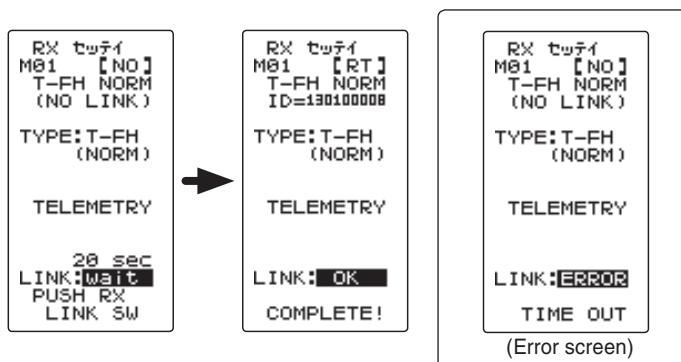 RX セッテイ
M01 [NO]
T-FH NORM
(NO LINK)
TYPE:T-FH
(NORM)
TELEMETRY
20 sec
LINK:wait
PUSH RX
LINK SW
RX セッテイ
M01 [RT]
T-FH NORM
ID=130100008
TYPE:T-FH
(NORM)
TELEMETRY
LINK: OK
COMPLETE!
RX セッテイ
M01 [NO]
T-FH NORM
(NO LINK)
TYPE:T-FH
(NORM)
TELEMETRY
LINK:ERROR
TIME OUT
(Error screen)